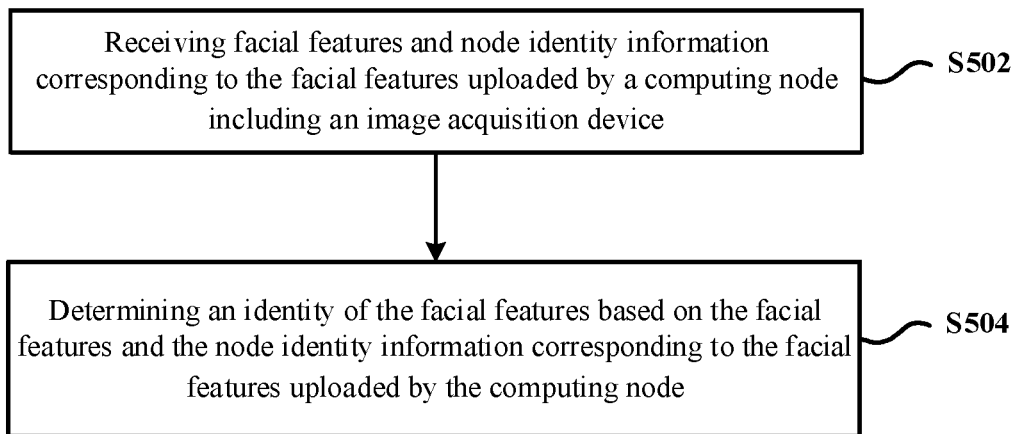 Receiving facial features and node identity information
corresponding to the facial features uploaded by a computing node
including an image acquisition device
S502
Determining an identity of the facial features based on the facial
features and the node identity information corresponding to the facial
features uploaded by the computing node
S504